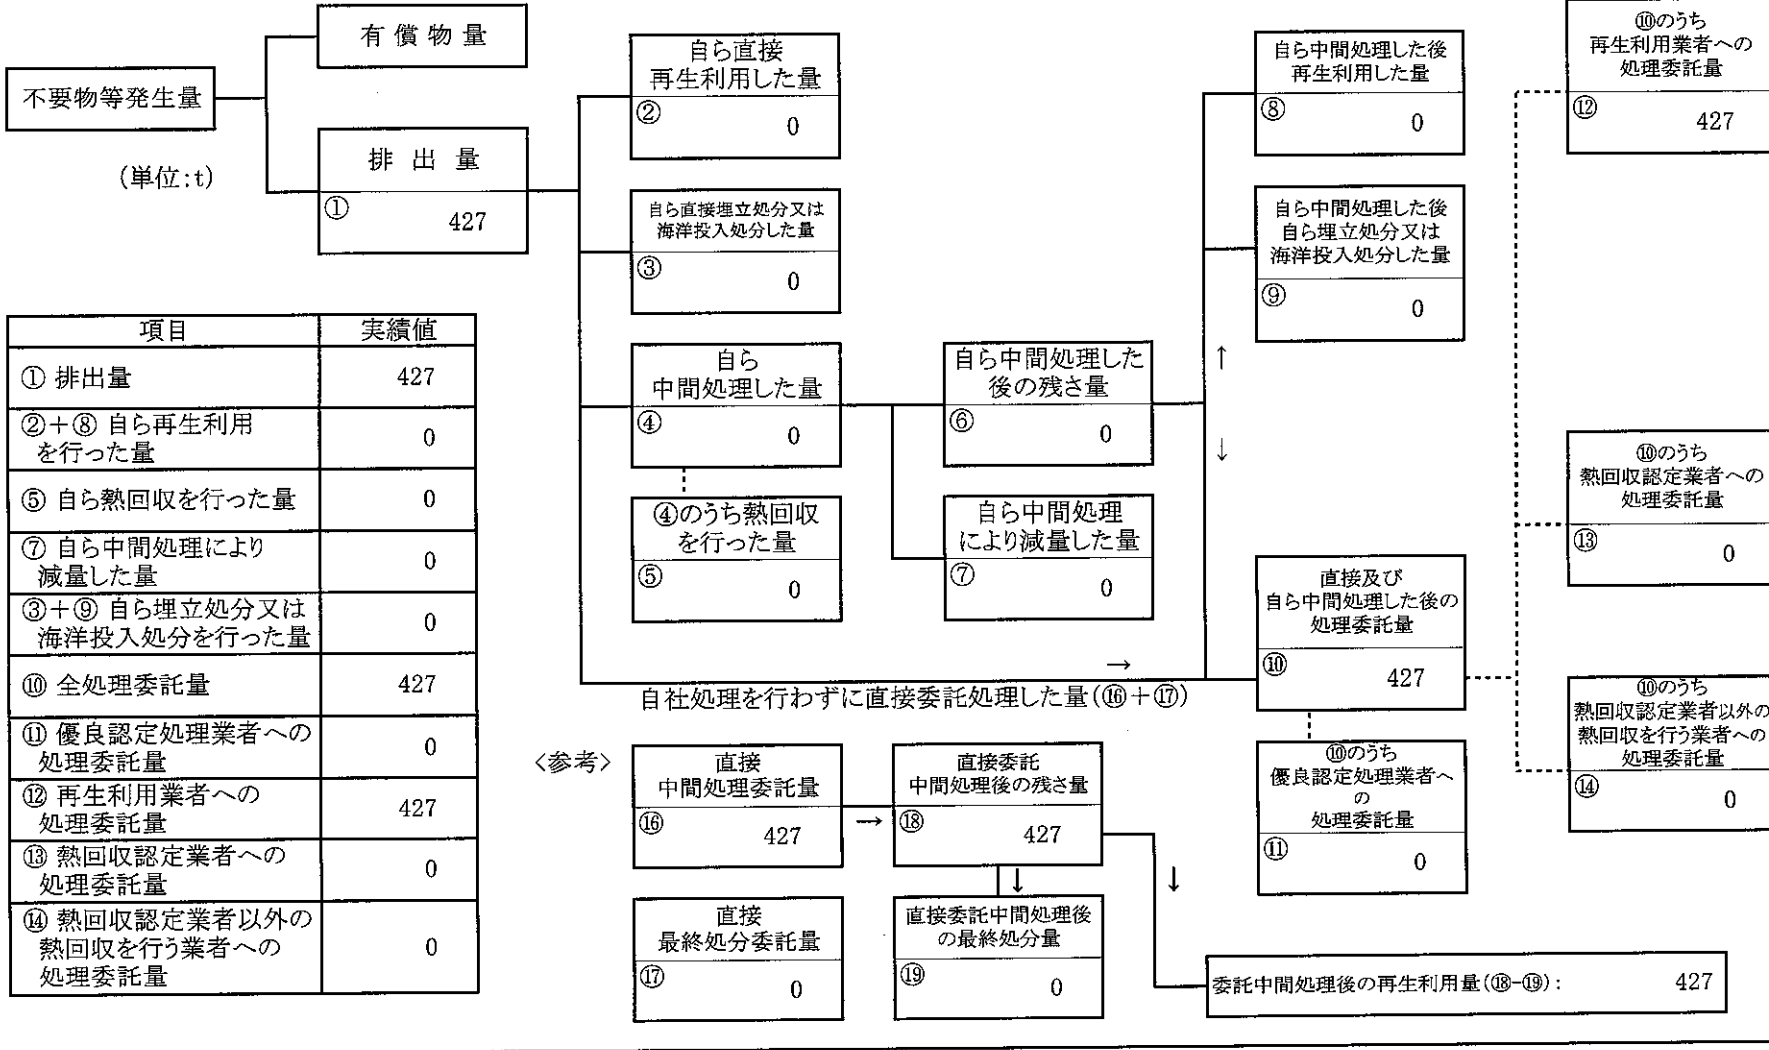 不要物等発生量
(単位:t)
有償物量
排出量
①
427
自ら直接
再生利用した量
②
0
自ら直接埋立処分又は
海洋投入処分した量
③
0
自ら
中間処理した量
④
0
④のうち熱回収
を行った量
⑤
0
自ら中間処理した
後の残さ量
⑥
0
自ら中間処理
により減量した量
⑦
0
自ら中間処理した後
再生利用した量
⑧
0
自ら中間処理した後
自ら埋立処分又は
海洋投入処分した量
⑨
0
↑
↓
直接及び
自ら中間処理した後の
処理委託量
⑩
427
→
自社処理を行わずに直接委託処理した量(⑯+⑰)
⑩のうち
優良認定処理業者へ
の
処理委託量
⑪
0
⑩のうち
再生利用業者への
処理委託量
⑫
427
⑩のうち
熱回収認定業者への
処理委託量
⑬
0
⑩のうち
熱回収認定業者以外の
熱回収を行う業者への
処理委託量
⑭
0
項目 実績値
① 排出量 427
②+⑧ 自ら再生利用
を行った量 0
⑤ 自ら熱回収を行った量 0
⑦ 自ら中間処理により
減量した量 0
③+⑨ 自ら埋立処分又は
海洋投入処分を行った量 0
⑩ 全処理委託量 427
⑪ 優良認定処理業者への
処理委託量 0
⑫ 再生利用業者への
処理委託量 427
⑬ 熱回収認定業者への
処理委託量 0
⑭ 熱回収認定業者以外の
熱回収を行う業者への
処理委託量 0
<参考>
直接
中間処理委託量
⑯
427
→
直接委託
中間処理後の残さ量
⑱
427
↓
↓
直接
最終処分委託量
⑰
0
直接委託中間処理後
の最終処分量
⑲
0
委託中間処理後の再生利用量(⑱-⑲): 427